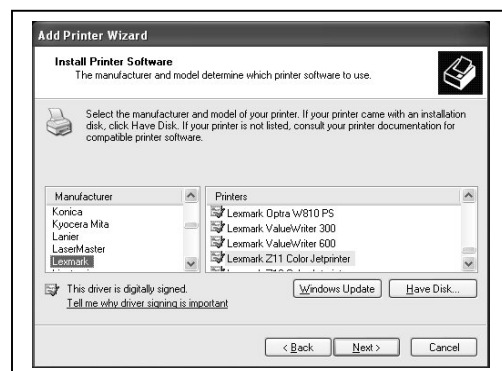 Add Printer Wizard
Install Printer Software
The manufacturer and model determine which printer software to use.
Select the manufacturer and model of your printer. If your printer came with an installation
disk, click Have Disk. If your printer is not listed, consult your printer documentation for
compatible printer software.
Manufacturer
Konica
Kyocera Mita
Lanier
LaserMaster
Lexmark
Printers
Lexmark Optra W810 PS
Lexmark ValueWriter 300
Lexmark ValueWriter 600
Lexmark Z11 Color Jetprinter
This driver is digitally signed.
Tell me why driver signing is important
Windows Update
Have Disk...
< Back
Next >
Cancel